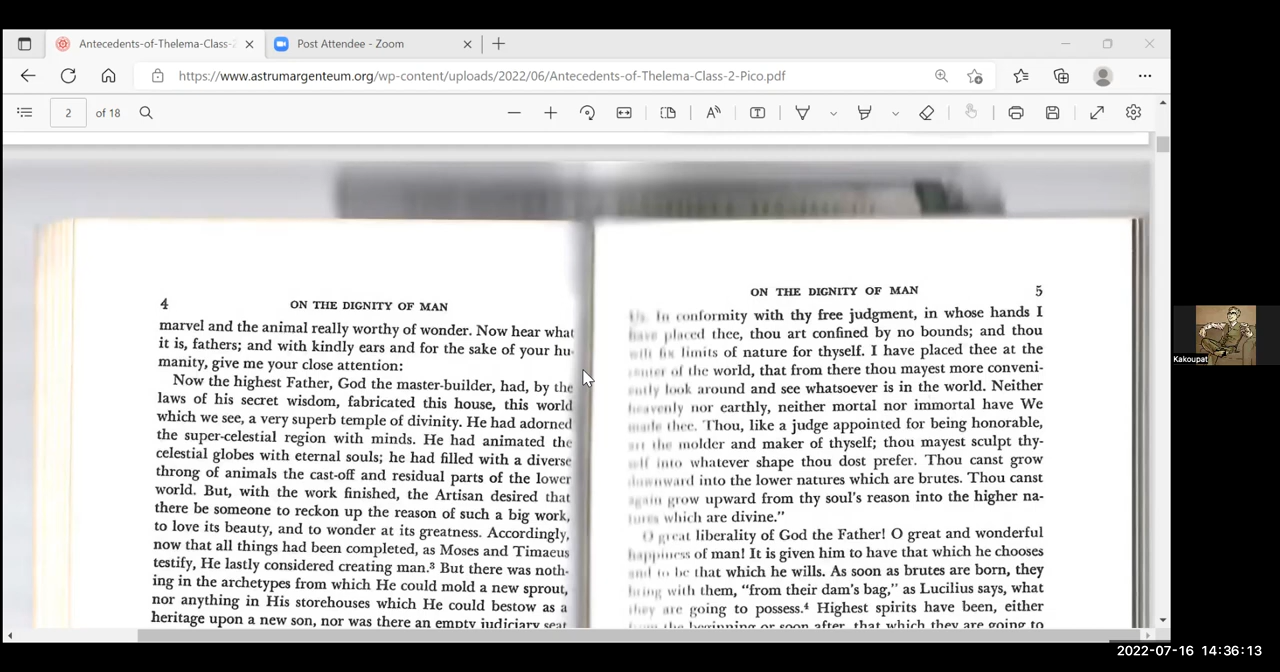 Antecedents-of-Thelema-Class-2
Post Attendee - Zoom
https://www.astrumargenteum.org/wp-content/uploads/2022/06/Antecedents-of-Thelema-Class-2-Pico.pdf
2 of 18
4 ON THE DIGNITY OF MAN
marvel and the animal really worthy of wonder. Now hear what
it is, fathers; and with kindly ears and for the sake of your hu-
manity, give me your close attention:
Now the highest Father, God the master-builder, had, by the
laws of his secret wisdom, fabricated this house, this world
which we see, a very superb temple of divinity. He had adorned
the super-celestial region with minds. He had animated the
celestial globes with eternal souls; he had filled with a diverse
throng of animals the cast-off and residual parts of the lower
world. But, with the work finished, the Artisan desired that
there be someone to reckon up the reason of such a big work,
to love its beauty, and to wonder at its greatness. Accordingly,
now that all things had been completed, as Moses and Timaeus
testify, He lastly considered creating man.³ But there was noth-
ing in the archetypes from which He could mold a new sprout,
nor anything in His storehouses which He could bestow as a
heritage upon a new son, nor was there an empty judiciary seat
ON THE DIGNITY OF MAN 5
Us. In conformity with thy free judgment, in whose hands I
have placed thee, thou art confined by no bounds; and thou
wilt fix limits of nature for thyself. I have placed thee at the
center of the world, that from there thou mayest more conveni-
ently look around and see whatsoever is in the world. Neither
heavenly nor earthly, neither mortal nor immortal have We
made thee. Thou, like a judge appointed for being honorable,
art the molder and maker of thyself; thou mayest sculpt thy-
self into whatever shape thou dost prefer. Thou canst grow
downward into the lower natures which are brutes. Thou canst
again grow upward from thy soul's reason into the higher na-
tures which are divine."
O great liberality of God the Father! O great and wonderful
happiness of man! It is given him to have that which he chooses
and to be that which he wills. As soon as brutes are born, they
bring with them, "from their dam's bag," as Lucilius says, what
they are going to possess.⁴ Highest spirits have been, either
from the beginning or soon after, that which they are going to
Kakoupat
2022-07-16 14:36:13